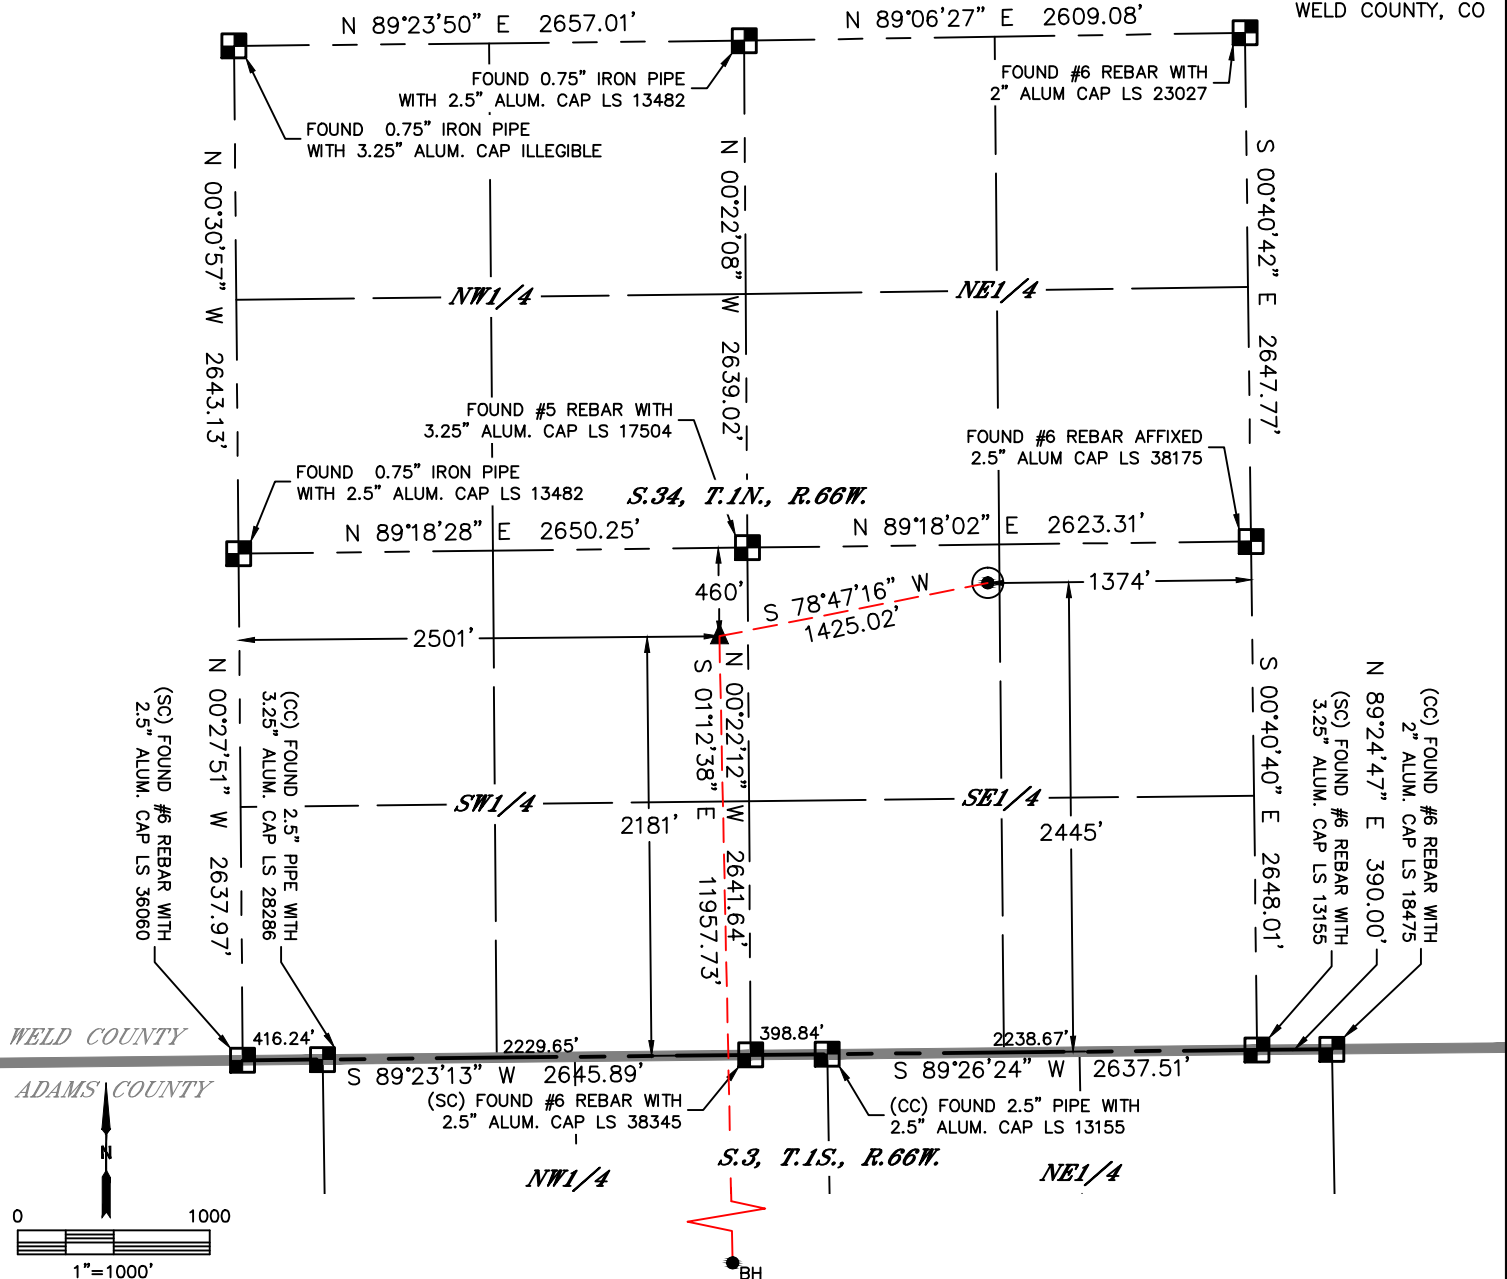 WELD COUNTY, CO
N 89°23'50" E 2657.01'
N 89°06'27" E 2609.08'
FOUND 0.75" IRON PIPE
WITH 2.5" ALUM. CAP LS 13482
FOUND #6 REBAR WITH
2" ALUM CAP LS 23027
FOUND 0.75" IRON PIPE
WITH 3.25" ALUM. CAP ILLEGIBLE
N 00°30'57" W 2643.13'
N 00°22'08" W 2639.02'
S 00°40'42" E 2647.77'
NW1/4
NE1/4
FOUND #5 REBAR WITH
3.25" ALUM. CAP LS 17504
FOUND #6 REBAR AFFIXED
2.5" ALUM CAP LS 38175
FOUND 0.75" IRON PIPE
WITH 2.5" ALUM. CAP LS 13482
S.34, T.1N., R.66W.
N 89°18'28" E 2650.25'
N 89°18'02" E 2623.31'
460'
S 78°47'16" W
1425.02'
1374'
2501'
N 00°27'51" W 2637.97'
(SC) FOUND #6 REBAR WITH
2.5" ALUM. CAP LS 36060
(CC) FOUND 2.5" PIPE WITH
3.25" ALUM. CAP LS 28286
N 00°22'12" W 2641.64'
S 01°12'38" E 11957.73'
S 00°40'40" E 2648.01'
(SC) FOUND #6 REBAR WITH
3.25" ALUM. CAP LS 13155
N 89°24'47" E 390.00'
(CC) FOUND #6 REBAR WITH
2" ALUM. CAP LS 18475
SW1/4
SE1/4
2181'
2445'
WELD COUNTY
416.24'
2229.65'
398.84'
2238.67'
ADAMS COUNTY
S 89°23'13" W 2645.89'
S 89°26'24" W 2637.51'
(SC) FOUND #6 REBAR WITH
2.5" ALUM. CAP LS 38345
(CC) FOUND 2.5" PIPE WITH
2.5" ALUM. CAP LS 13155
S.3, T.1S., R.66W.
NW1/4
NE1/4
N
0 1000
1"=1000'
BH